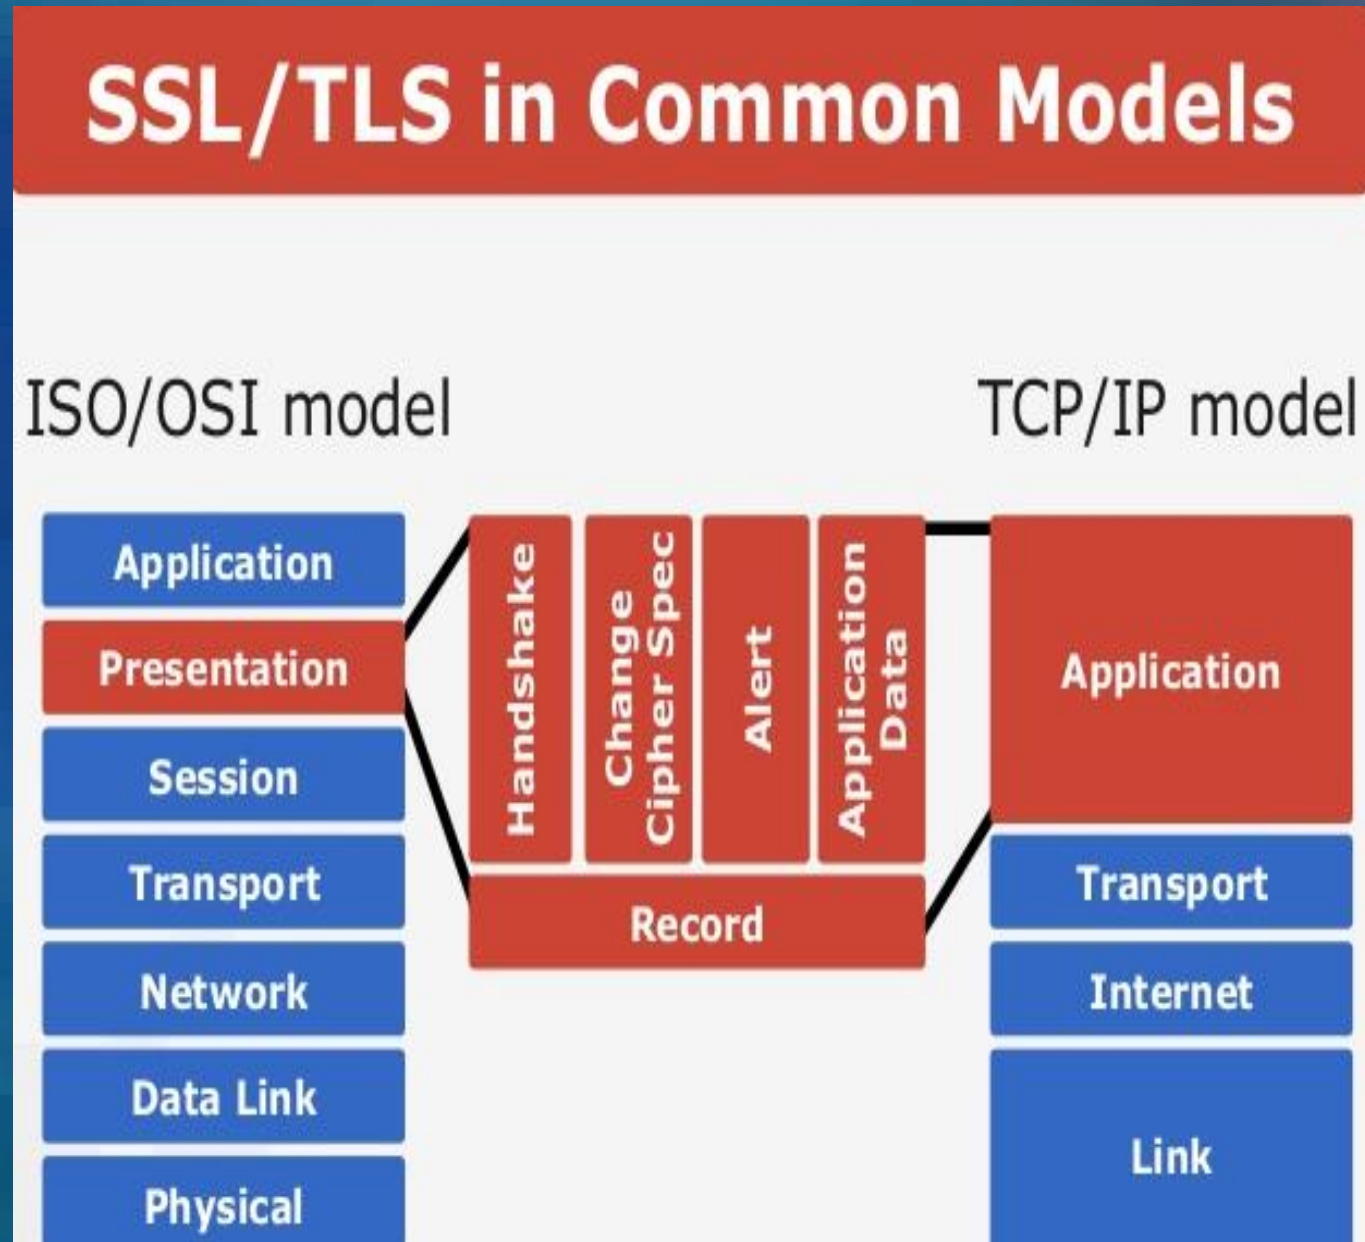 SSL/TLS in Common Models
ISO/OSI model
TCP/IP model
Application
Presentation
Session
Transport
Network
Data Link
Physical
Handshake
Change
Cipher Spec
Alert
Application
Data
Record
Application
Transport
Internet
Link